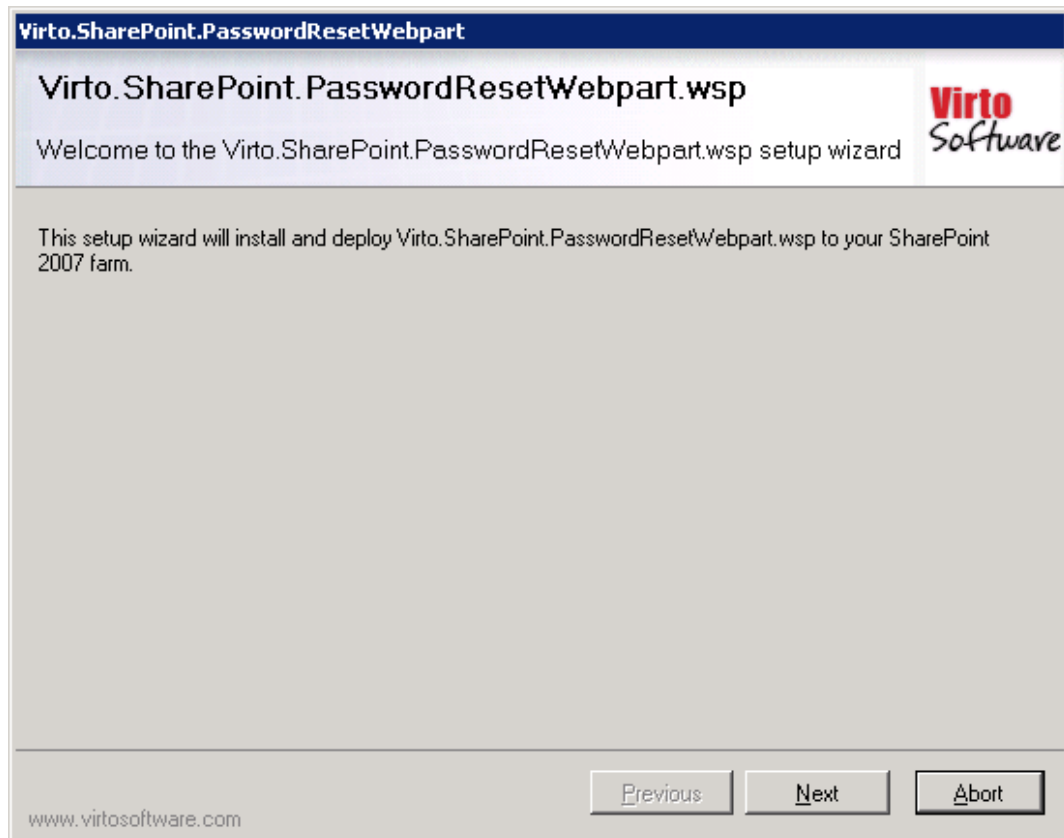 Virto.SharePoint.PasswordResetWebpart
Virto.SharePoint.PasswordResetWebpart.wsp
Virto
Software
Welcome to the Virto.SharePoint.PasswordResetWebpart.wsp setup wizard
This setup wizard will install and deploy Virto.SharePoint.PasswordResetWebpart.wsp to your SharePoint
2007 farm.
Previous
Next
Abort
www.virtosoftware.com